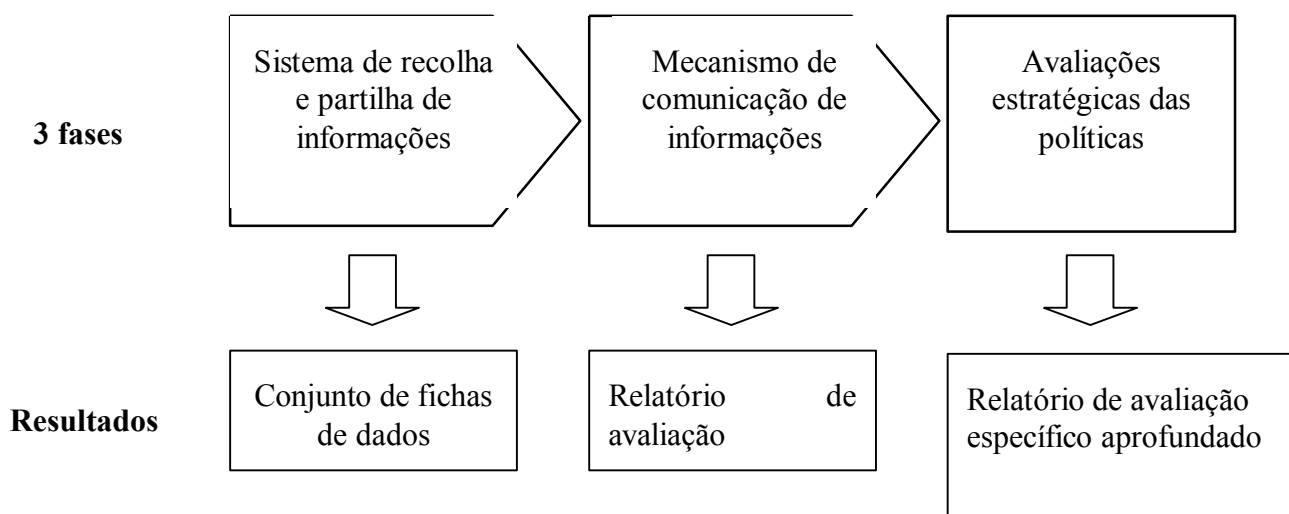 3 fases
Sistema de recolha
e partilha de
informações
Mecanismo de
comunicação de
informações
Avaliações
estratégicas das
políticas
Resultados
Conjunto de fichas
de dados
Relatório de
avaliação
Relatório de avaliação
específico aprofundado